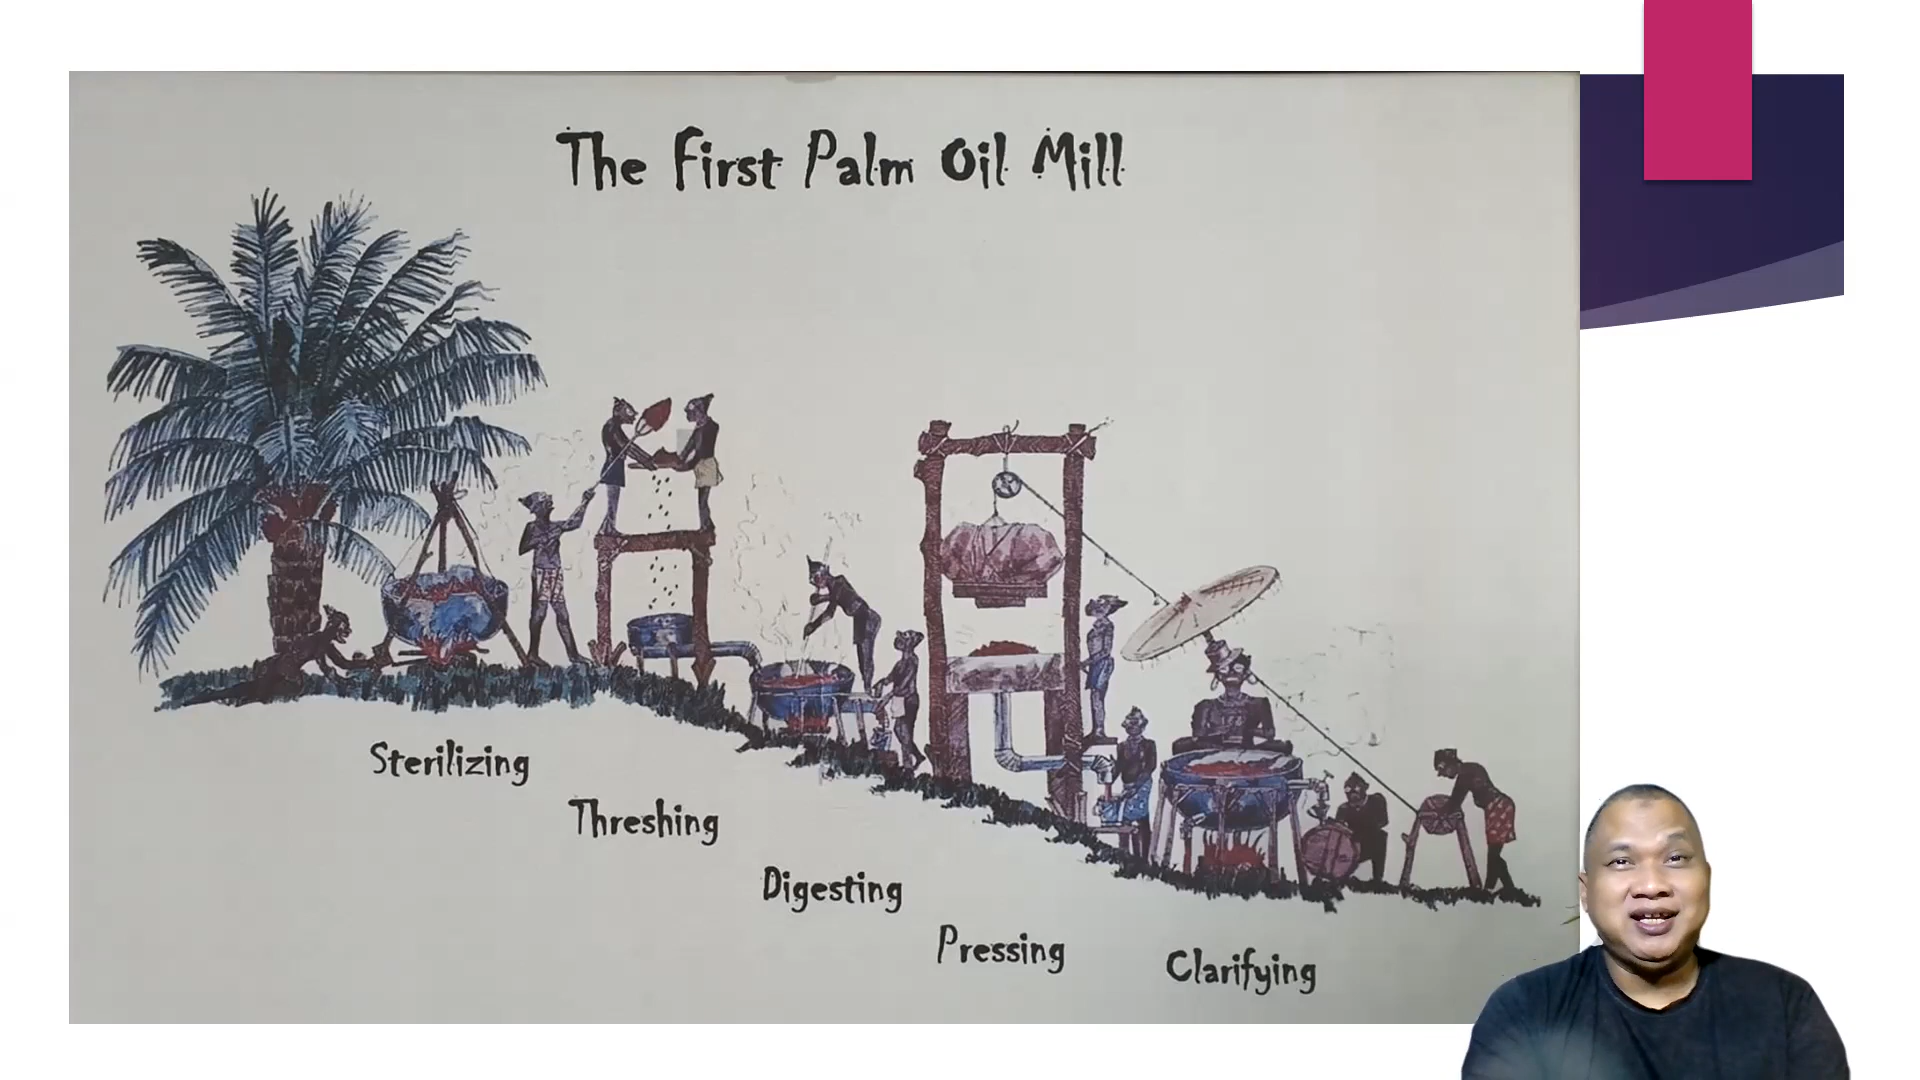 The First Palm Oil Mill
Sterilizing
Threshing
Digesting
Pressing
Clarifying